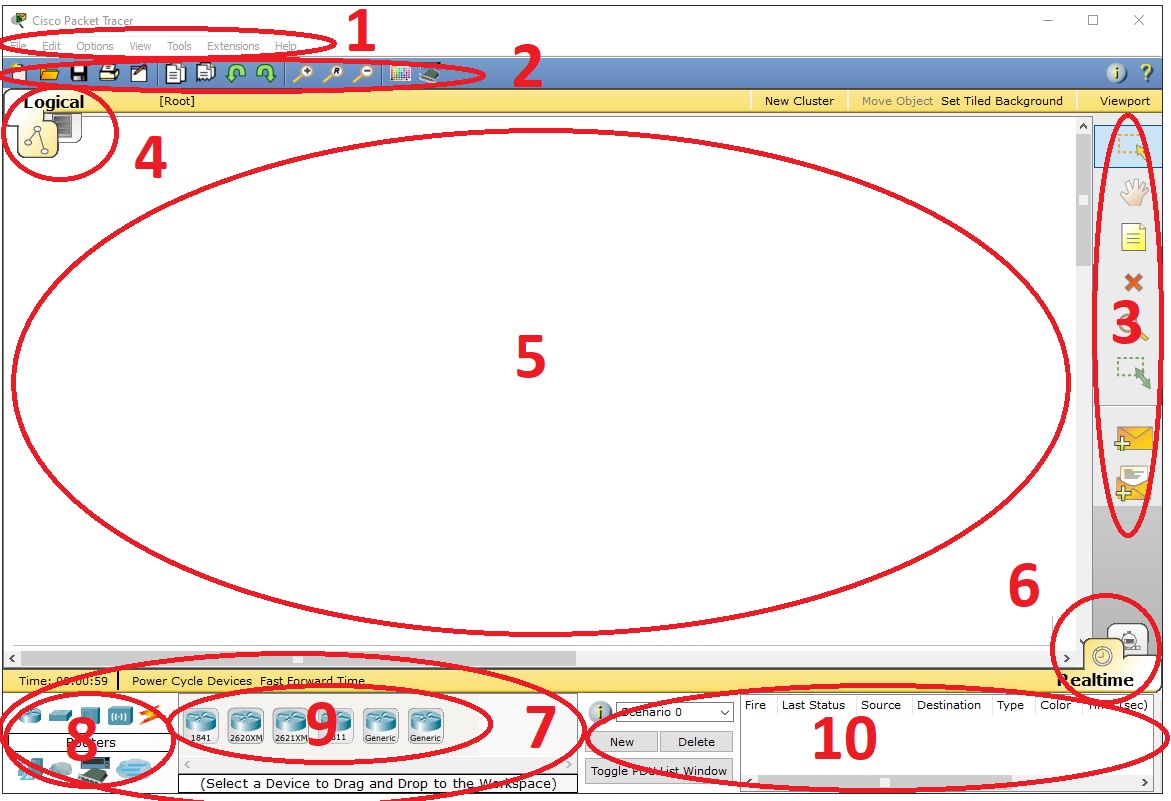 Cisco Packet Tracer
File Edit Options View Tools Extensions Help
1
2
Logical [Root] New Cluster Move Object Set Tiled Background Viewport
4
5
3
6
Realtime
Time: 00:00:59 Power Cycle Devices Fast Forward Time
7
8
Routers
9
1841 2620XM 2621XM Generic Generic
(Select a Device to Drag and Drop to the Workspace)
Scenario 0
New Delete
Toggle PDU List Window
Fire Last Status Source Destination Type Color Time (sec)
10